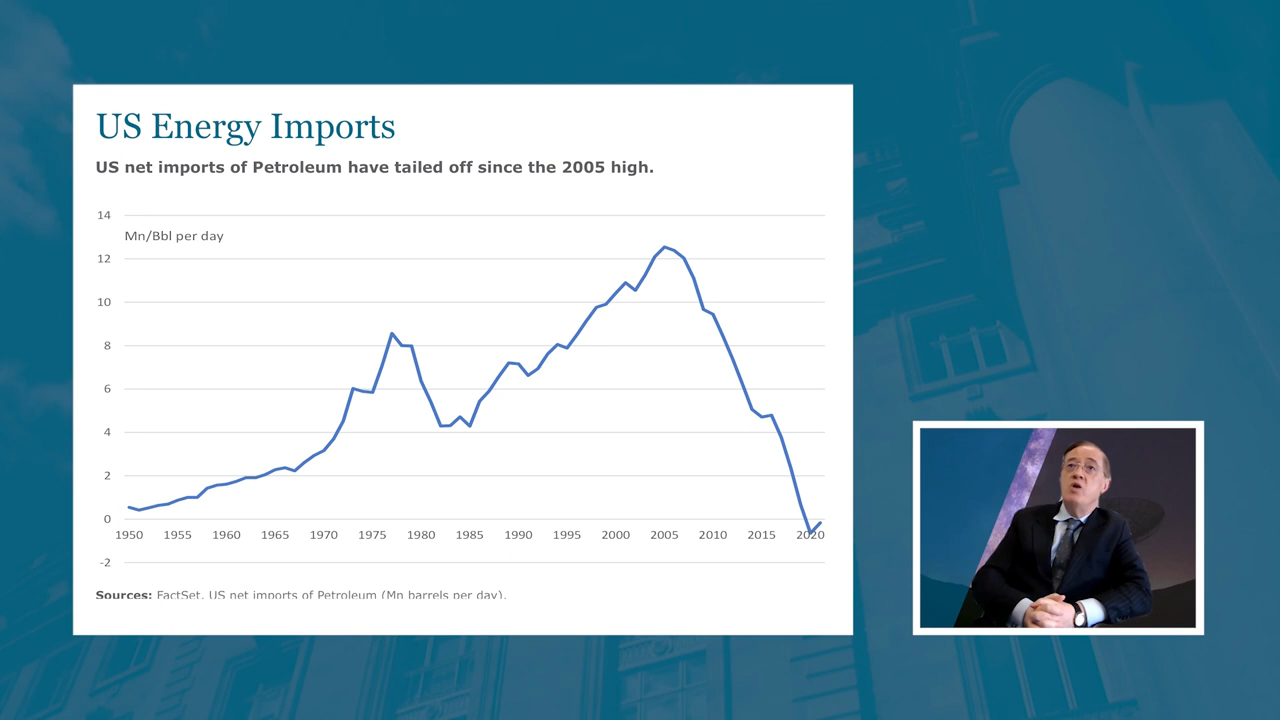 US Energy Imports
US net imports of Petroleum have tailed off since the 2005 high.
14
Mn/Bbl per day
12
10
8
6
4
2
0
1950 1955 1960 1965 1970 1975 1980 1985 1990 1995 2000 2005 2010 2015 2020
-2
Sources: FactSet. US net imports of Petroleum (Mn barrels per day).